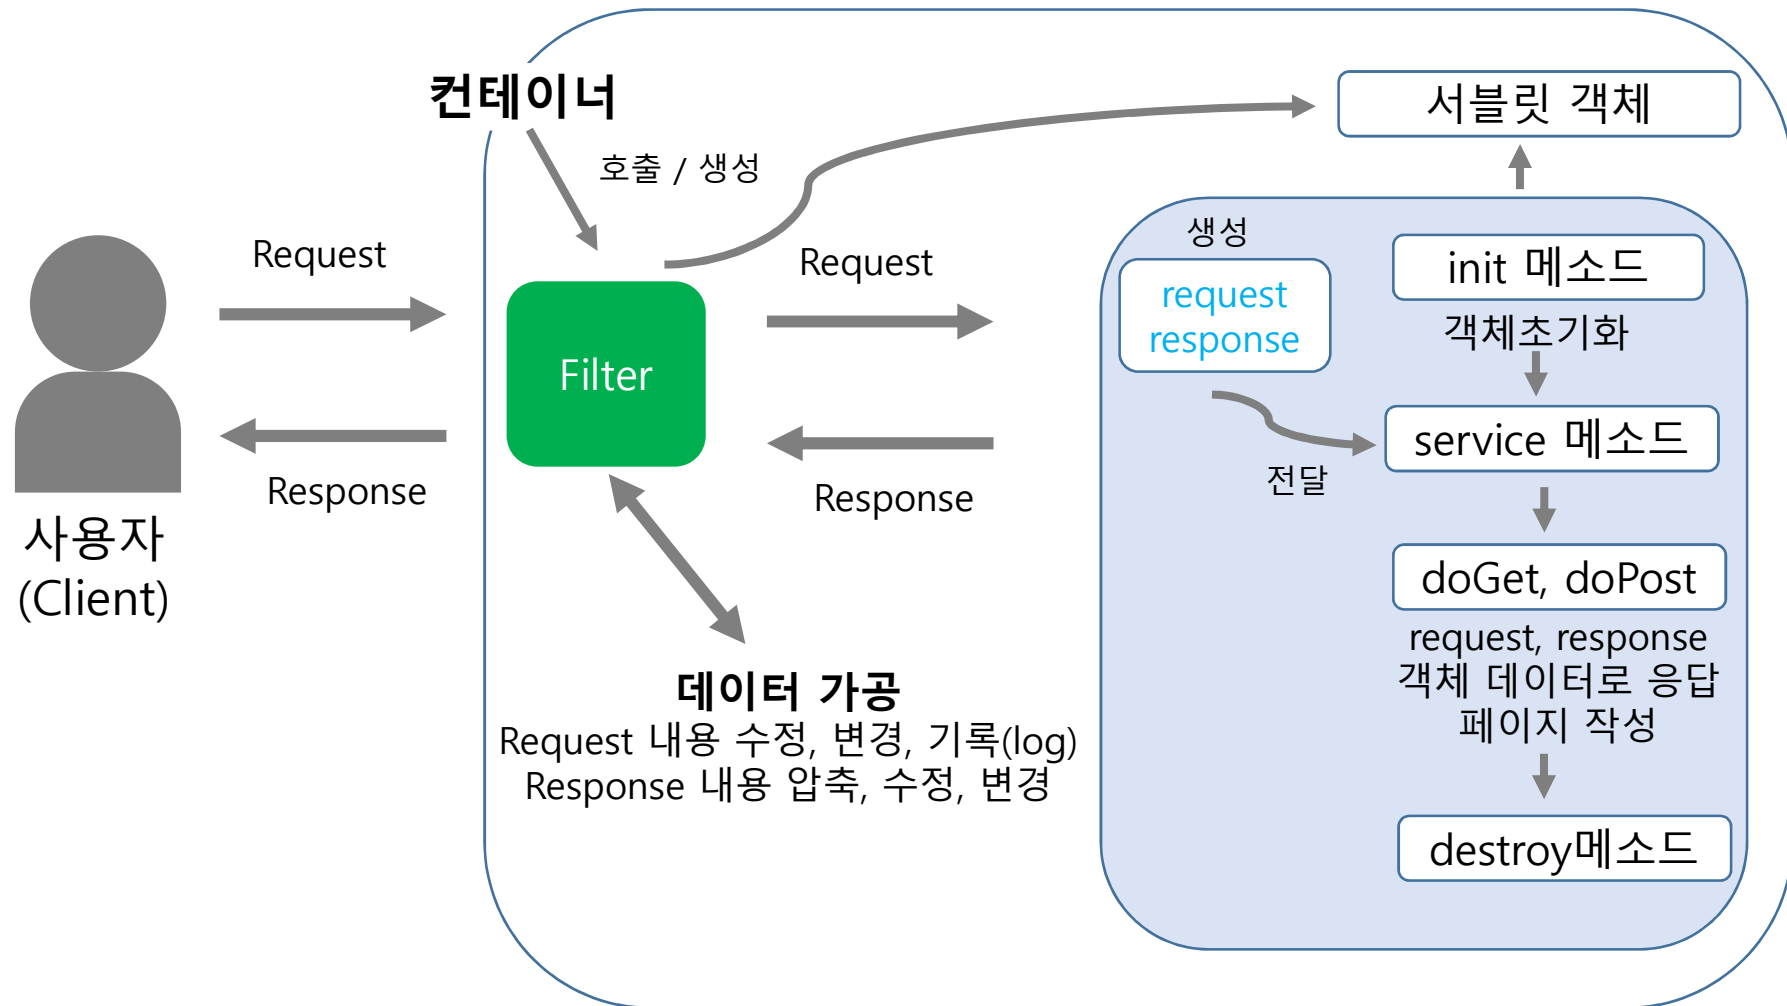 컨테이너
서블릿 객체
호출 / 생성
생성
Request
Request
request
response
init 메소드
객체초기화
Filter
service 메소드
Response
Response
전달
사용자
(Client)
doGet, doPost
request, response
객체 데이터로 응답
페이지 작성
데이터 가공
Request 내용 수정, 변경, 기록(log)
Response 내용 압축, 수정, 변경
destroy메소드